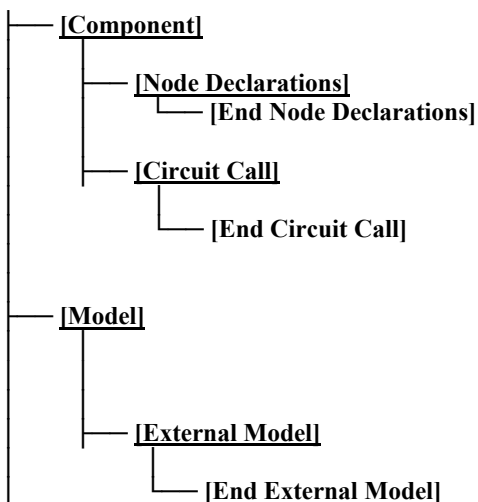 [Component]
[Node Declarations]
[End Node Declarations]
[Circuit Call]
[End Circuit Call]
[Model]
[External Model]
[End External Model]